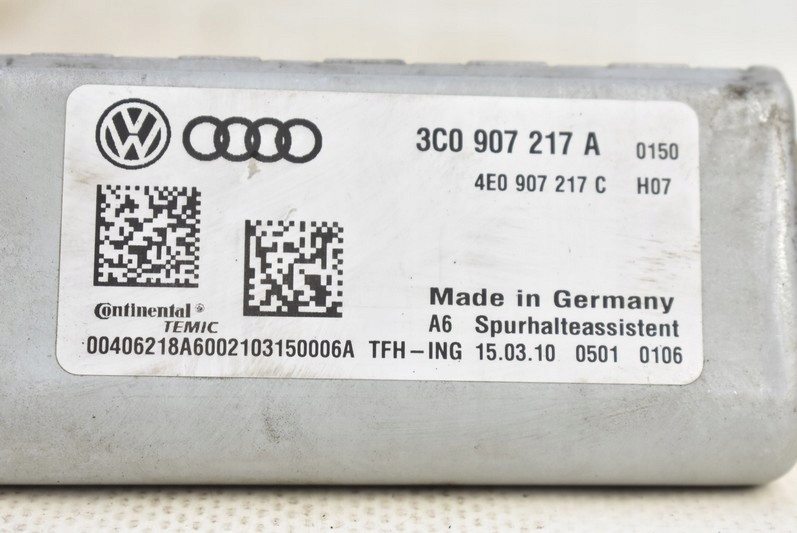 3C0 907 217 A 0150
4E0 907 217 C H07
Continental
TEMIC
Made in Germany
A6 Spurhalteassistent
00406218A6002103150006A TFH-ING 15.03.10 0501 0106